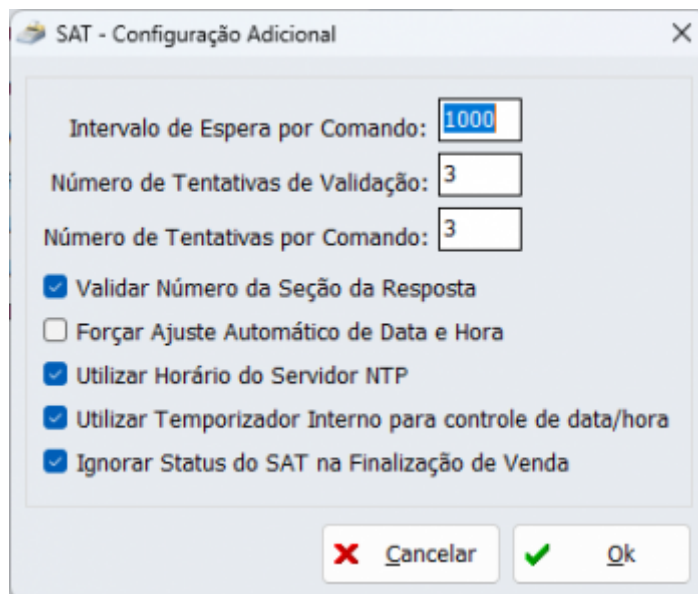 SAT - Configuração Adicional
Intervalo de Espera por Comando: 1000
Número de Tentativas de Validação: 3
Número de Tentativas por Comando: 3
Validar Número da Seção da Resposta
Forçar Ajuste Automático de Data e Hora
Utilizar Horário do Servidor NTP
Utilizar Temporizador Interno para controle de data/hora
Ignorar Status do SAT na Finalização de Venda
Cancelar Ok